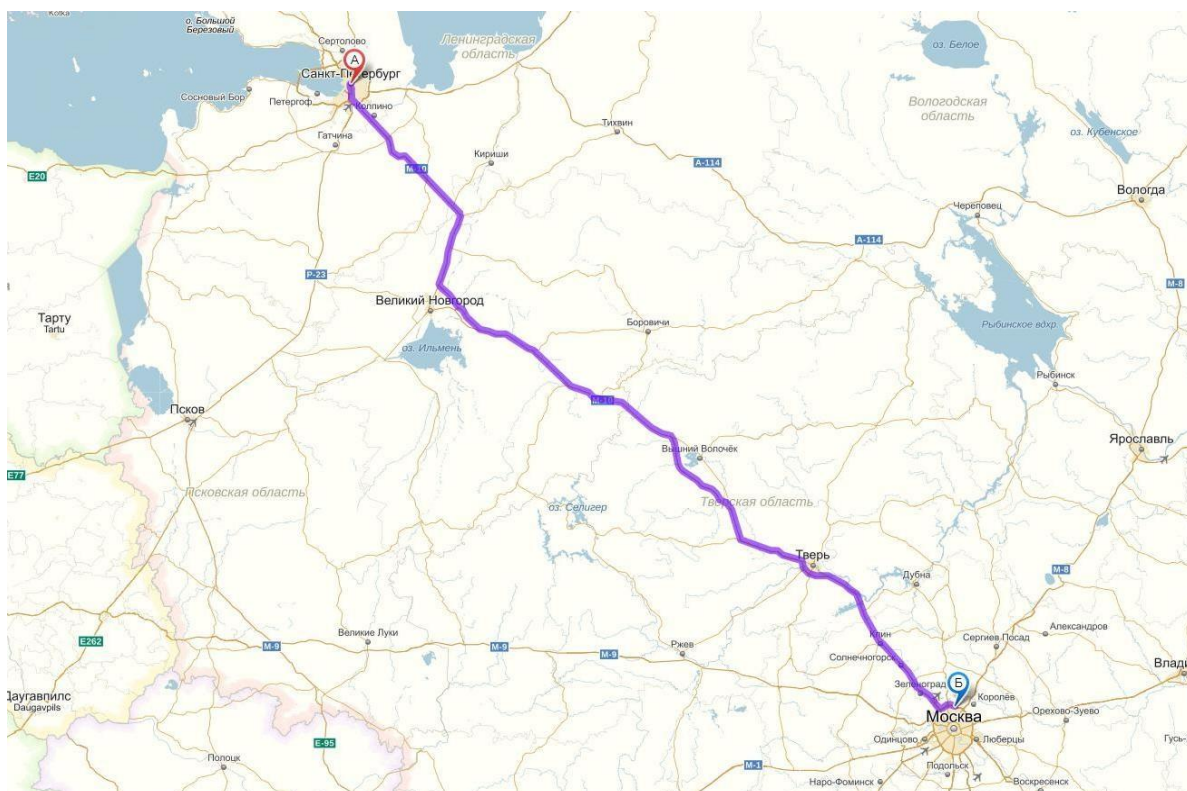 о. Большой
Березовый
Сертолово
Ленинградская
область
оз. Белое
А
Санкт-Петербург
Сосновый Бор
Петергоф
Колпино
Вологодская
область
Гатчина
Тихвин
оз. Кубенское
Кириши
А-114
М-10
E20
Вологда
Череповец
А-114
Р-23
М-8
Великий Новгород
Тарту
Tartu
Боровичи
Рыбинское вдхр.
оз. Ильмень
Рыбинск
М-10
Псков
Ярославль
Вышний Волочёк
E77
Псковская область
Тверская область
оз. Селигер
Тверь
Дубна
М-8
Александров
Великие Луки
Клин
Сергиев Посад
E262
М-9
М-9
Ржев
М-9
Солнечногорск
Влади
Зеленоград
Б
Даугавпилс
Daugavpils
Королёв
Москва
Орехово-Зуево
E-95
Одинцово
Люберцы
Гусь-
Полоцк
М-1
Подольск
Наро-Фоминск
Воскресенск